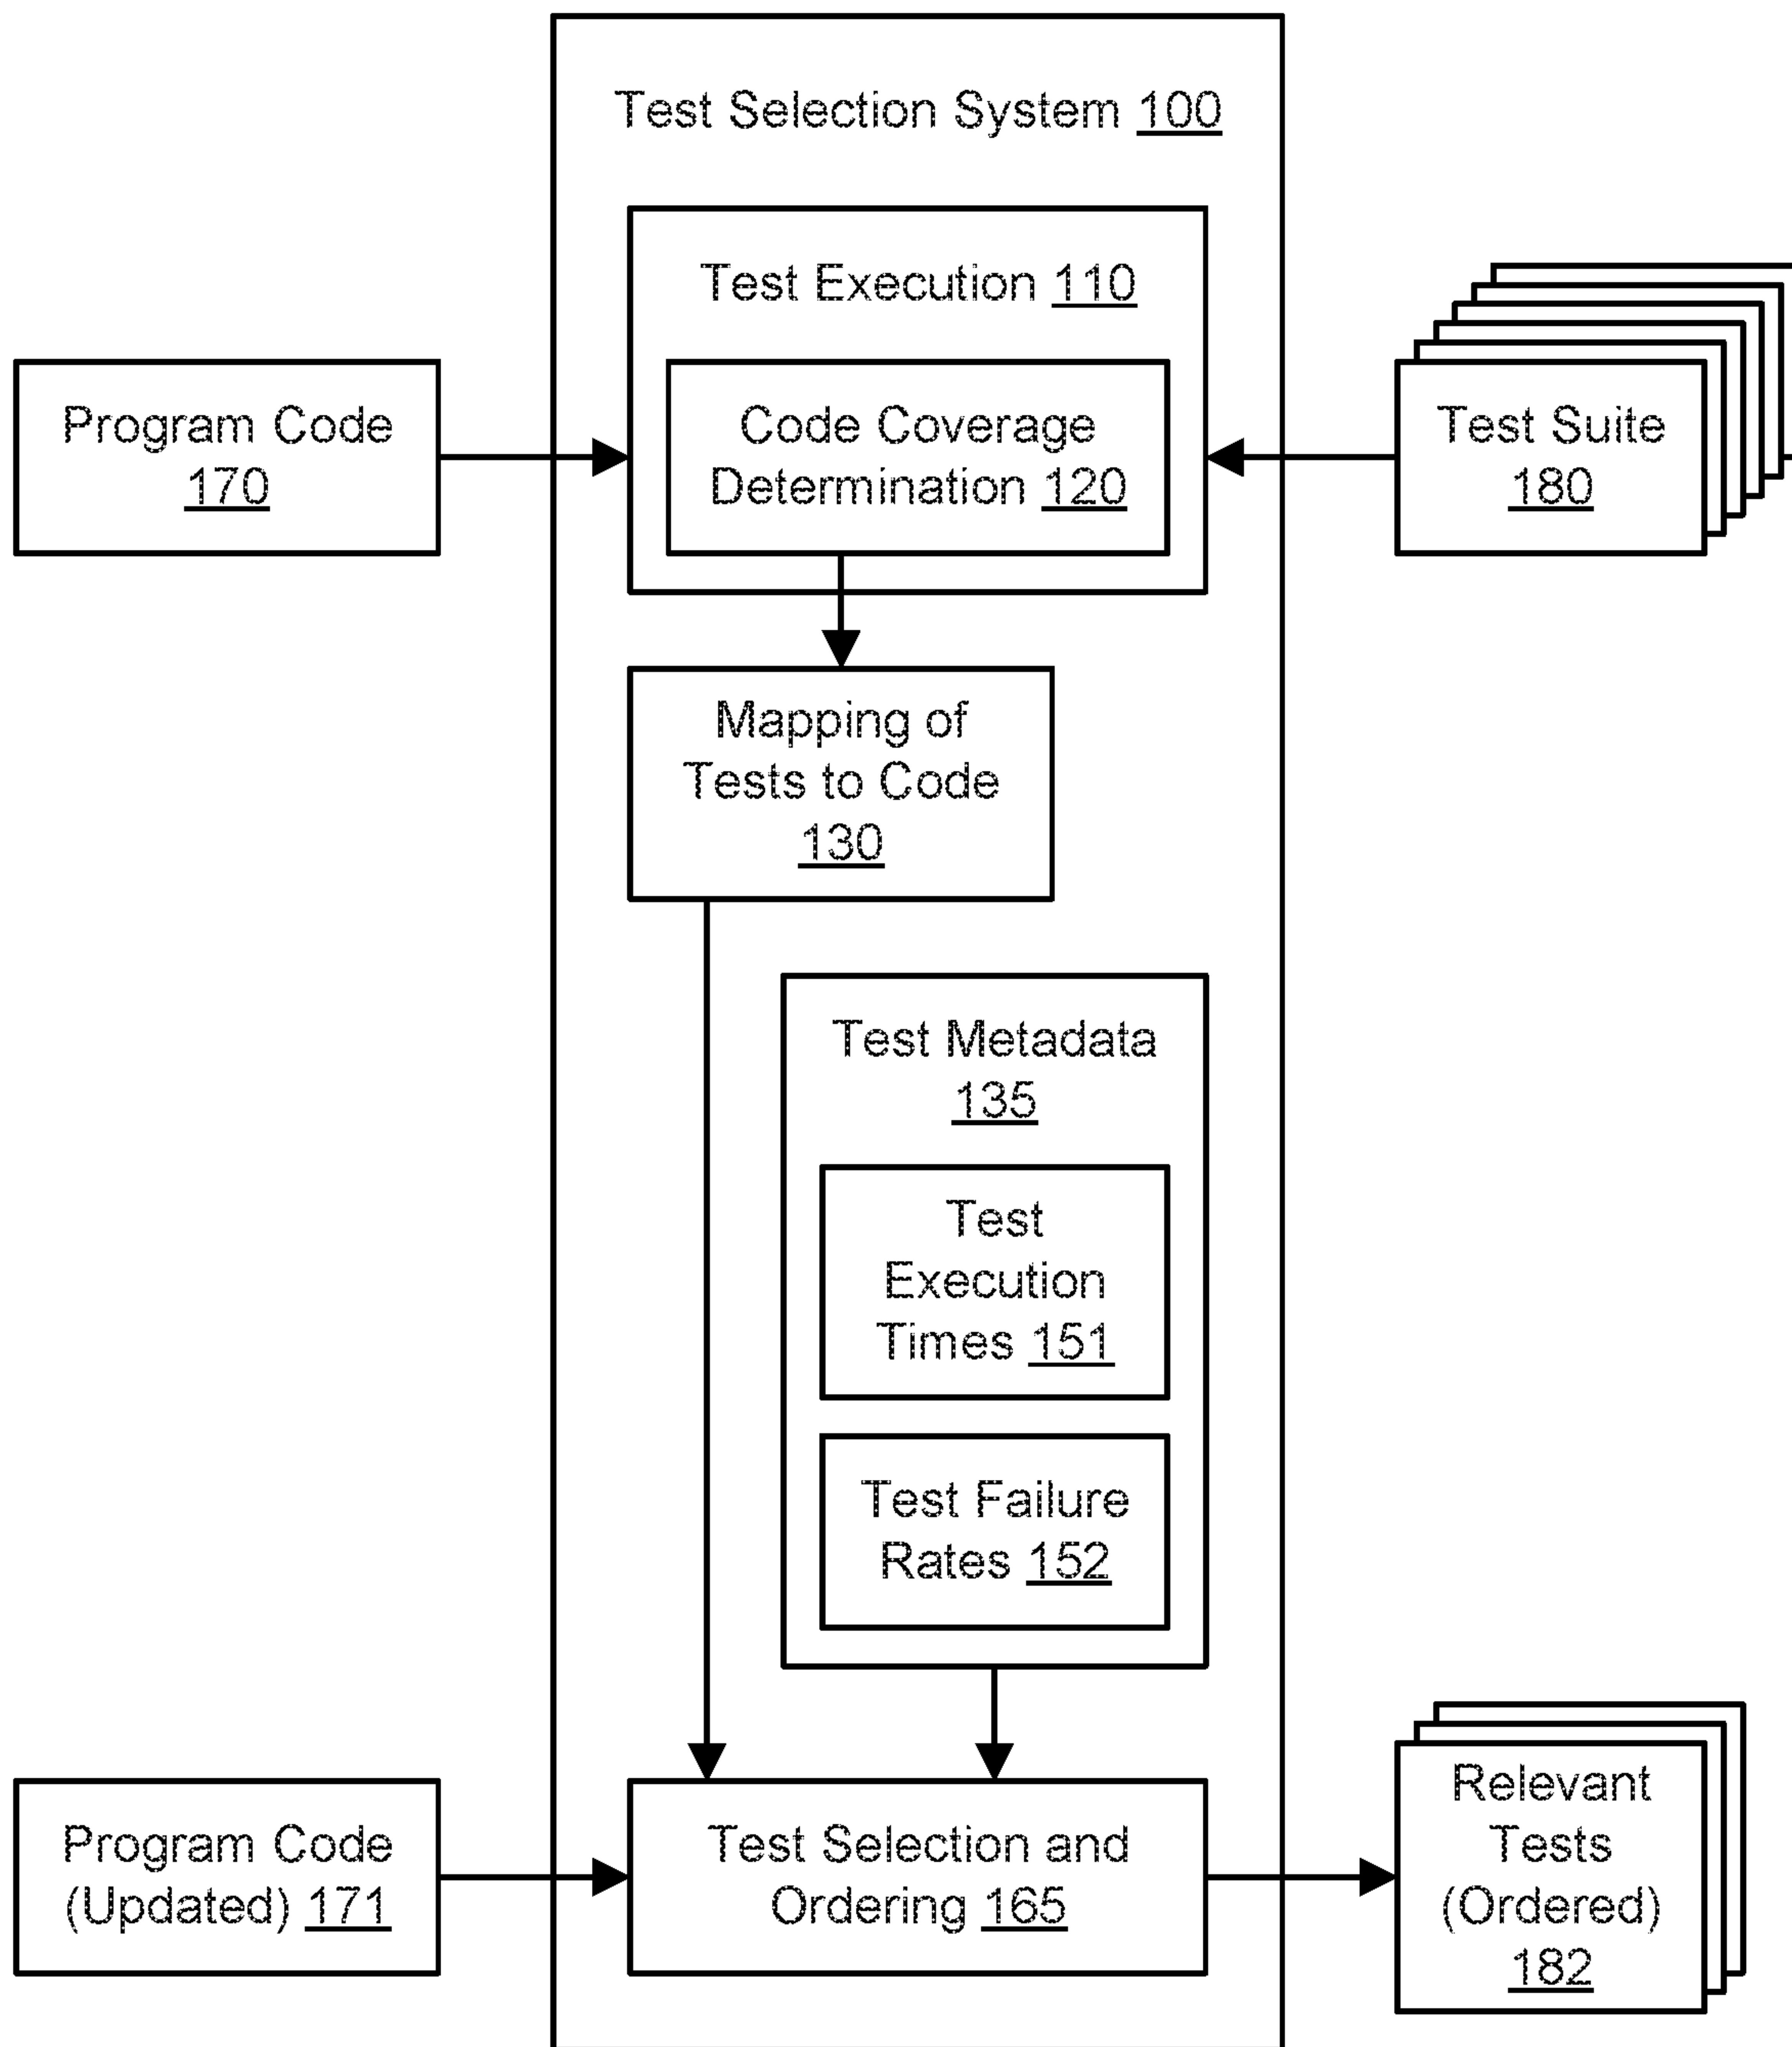 Test Selection System 100
Test Execution 110
Program Code
170
Code Coverage
Determination 120
Test Suite
180
Mapping of
Tests to Code
130
Test Metadata
135
Test
Execution
Times 151
Test Failure
Rates 152
Program Code
(Updated) 171
Test Selection and
Ordering 165
Relevant
Tests
(Ordered)
182